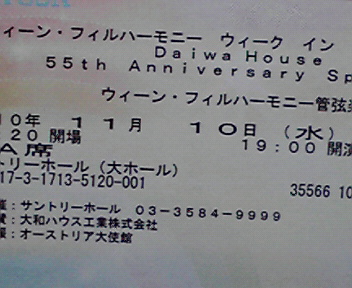 ィーン・フィルハーモニー ウィーク イン
Daiwa House
55th Anniversary Sp
ウィーン・フィルハーモニー管弦
0年 11月 10日(水)
20 開場 19:00 開演
A席
トリーホール(大ホール)
17-3-1713-5120-001
35566 10
:サントリーホール 03-3584-9999
:大和ハウス工業株式会社
:オーストリア大使館